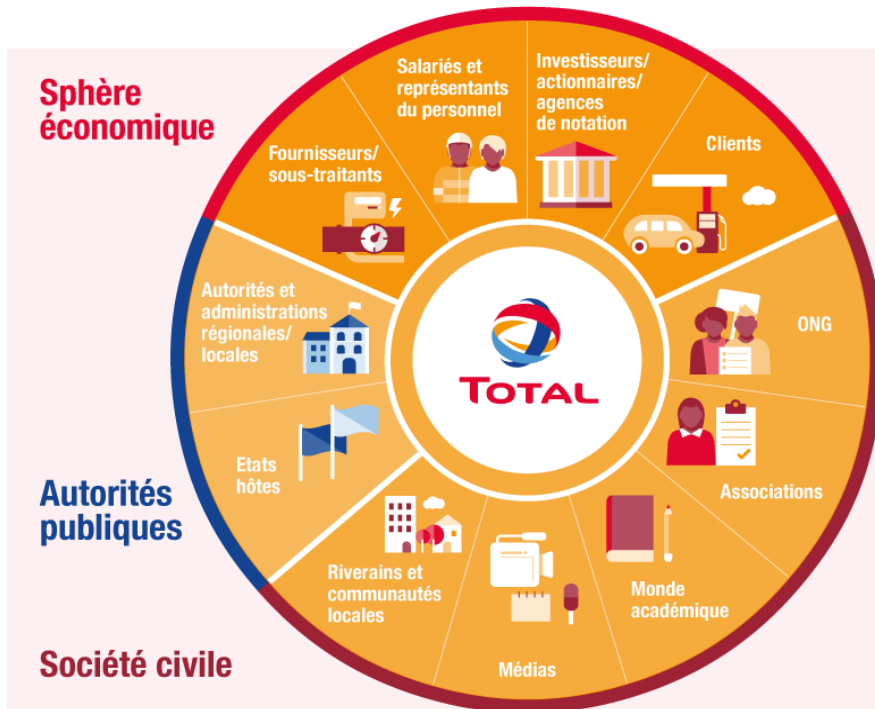 Sphère
économique
Fournisseurs/
sous-traitants
Salariés et
représentants
du personnel
Investisseurs/
actionnaires/
agences
de notation
Clients
ONG
Associations
Monde
académique
Médias
Riverains et
communautés
locales
Etats
hôtes
Autorités et
administrations
régionales/
locales
TOTAL
Autorités
publiques
Société civile